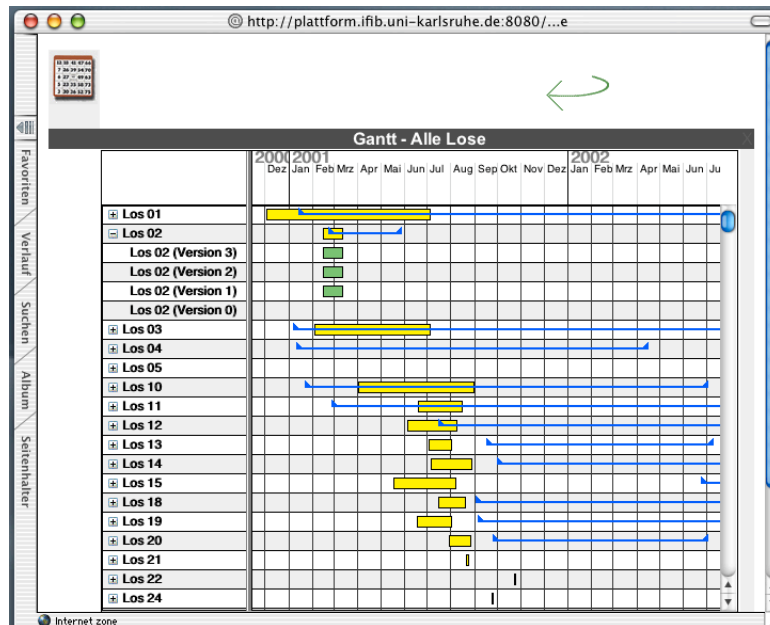 http://plattform.ifib.uni-karlsruhe.de:8080/...e
Favoriten
Verlauf
Suchen
Album
Seitenhalter
Gantt - Alle Lose
2000 2001 2002
Dez Jan Feb Mrz Apr Mai Jun Jul Aug Sep Okt Nov Dez Jan Feb Mrz Apr Mai Jun Ju
Los 01
Los 02
Los 02 (Version 3)
Los 02 (Version 2)
Los 02 (Version 1)
Los 02 (Version 0)
Los 03
Los 04
Los 05
Los 10
Los 11
Los 12
Los 13
Los 14
Los 15
Los 18
Los 19
Los 20
Los 21
Los 22
Los 24
Internet zone